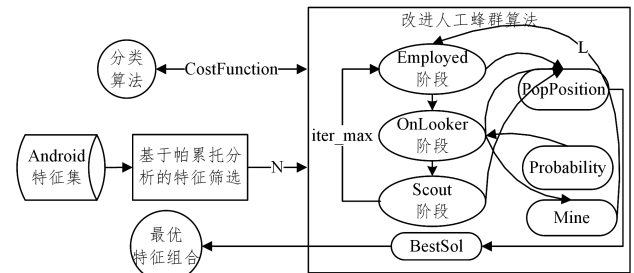 改进人工蜂群算法
分类
算法
CostFunction
Employed
阶段
L
PopPosition
OnLooker
阶段
iter_max
Android
特征集
基于帕累托分
析的特征筛选
N
Probability
Scout
阶段
Mine
最优
特征组合
BestSol